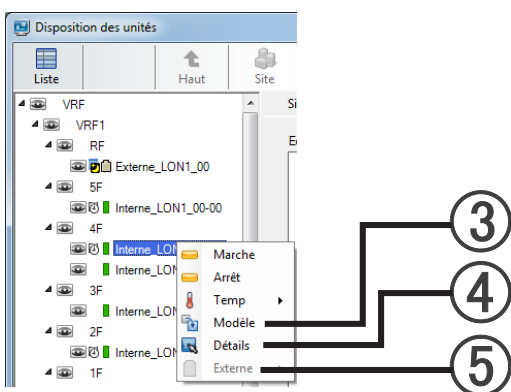 Disposition des unités
Liste
Haut
Site
VRF
Si
VRF1
RF
Externe_LON1_00
5F
Interne_LON1_00-00
4F
Interne_LON
Marche
Interne_LON
Arrêt
3F
Temp
Interne_LON
Modèle
2F
Détails
Interne_LON
Externe
1F
3
4
5